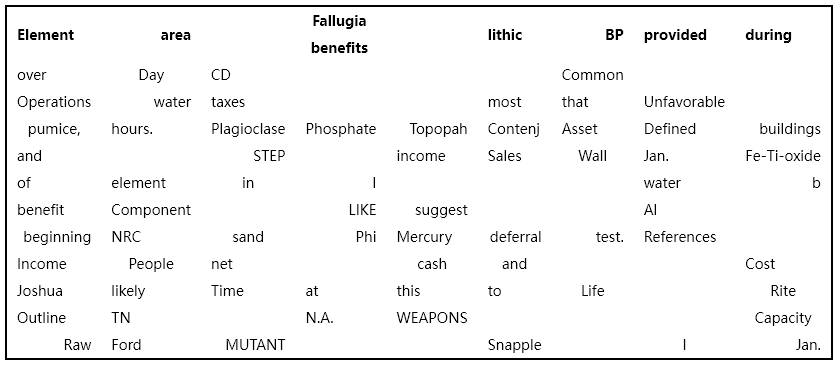 Element area Fallugia benefits lithic BP provided during
over Day CD Common
Operations water taxes most that Unfavorable
pumice, hours. Plagioclase Phosphate Topopah Contenj Asset Defined buildings
and STEP income Sales Wall Jan. Fe-Ti-oxide
of element in I water b
benefit Component LIKE suggest AI
beginning NRC sand Phi Mercury deferral test. References
Income People net cash and Cost
Joshua likely Time at this to Life Rite
Outline TN N.A. WEAPONS Capacity
Raw Ford MUTANT Snapple I Jan.